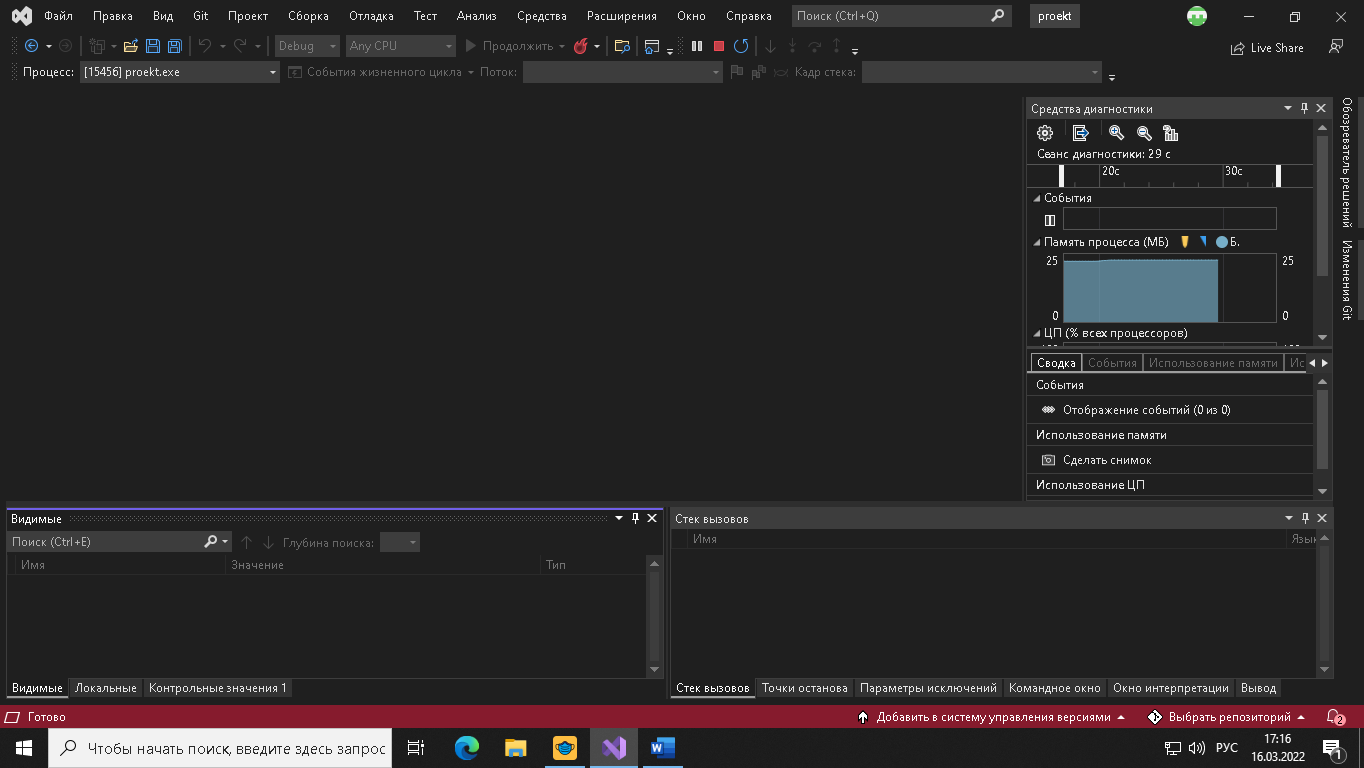 Файл Правка Вид Git Проект Сборка Отладка Тест Анализ Средства Расширения Окно Справка Поиск (Ctrl+Q) proekt
Debug Any CPU Продолжить Live Share
Процесс: [15456] proekt.exe События жизненного цикла Поток: Кадр стека:
Средства диагностики
Сеанс диагностики: 29 с
20с 30с
События
Память процесса (МБ) Б.
25 25
0 0
ЦП (% всех процессоров)
Сводка События Использование памяти Ис
События
Отображение событий (0 из 0)
Использование памяти
Сделать снимок
Использование ЦП
Обозреватель решений
Изменения Git
Видимые
Поиск (Ctrl+E) Глубина поиска:
Имя Значение Тип
Видимые Локальные Контрольные значения 1
Стек вызовов
Имя Язык
Стек вызовов Точки останова Параметры исключений Командное окно Окно интерпретации Вывод
Готово Добавить в систему управления версиями Выбрать репозиторий 2
Чтобы начать поиск, введите здесь запрос
РУС 17:16
16.03.2022 1